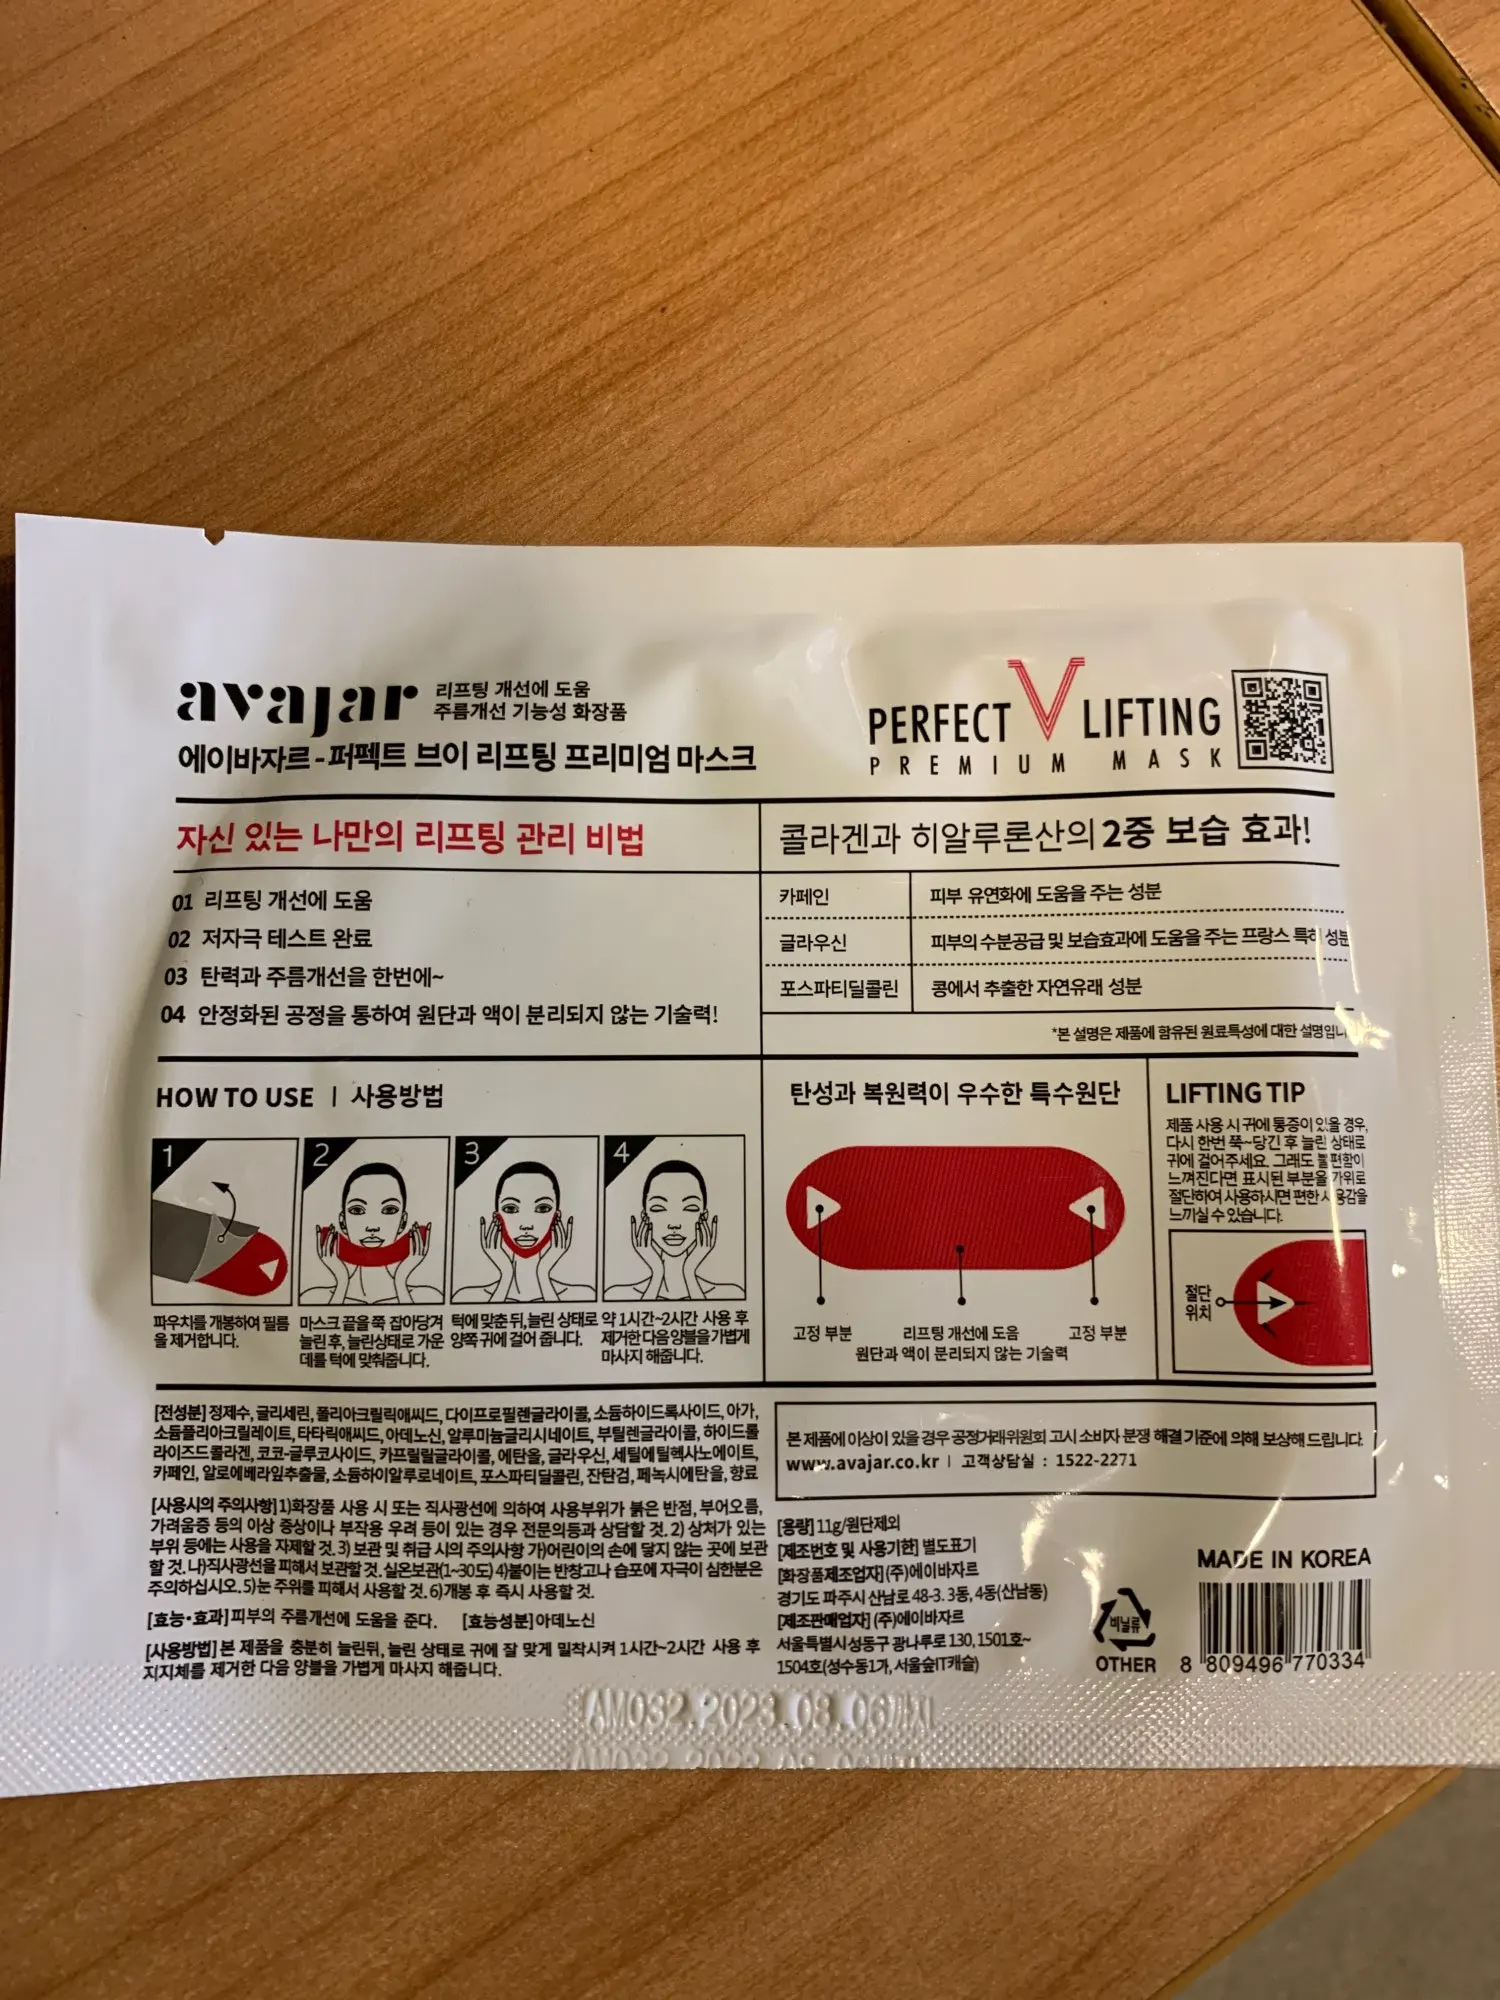 avajar
리프팅 개선에 도움
주름개선 기능성 화장품
에이바자르-퍼펙트 브이 리프팅 프리미엄 마스크
PERFECT V LIFTING
PREMIUM MASK
자신 있는 나만의 리프팅 관리 비법
01 리프팅 개선에 도움
02 저자극 테스트 완료
03 탄력과 주름개선을 한번에~
04 안정화된 공정을 통하여 원단과 액이 분리되지 않는 기술력!
콜라겐과 히알루론산의 2중 보습 효과!
카페인 피부 유연화에 도움을 주는 성분
글라우신 피부의 수분공급 및 보습효과에 도움을 주는 프랑스 특허 성분
포스파티딜콜린 콩에서 추출한 자연유래 성분
*본 설명은 제품에 함유된 원료특성에 대한 설명입니
HOW TO USE | 사용방법
1
파우치를 개봉하여 필름
을 제거합니다.
2
마스크 끝을 쭉 잡아당겨
늘린 후, 늘린상태로 가운
데를 턱에 맞춰줍니다.
3
턱에 맞춘 뒤, 늘린 상태로
양쪽 귀에 걸어 줍니다.
4
약 1시간~2시간 사용 후
제거한 다음 양볼을 가볍게
마사지 해줍니다.
탄성과 복원력이 우수한 특수원단
고정 부분
리프팅 개선에 도움
원단과 액이 분리되지 않는 기술력
고정 부분
LIFTING TIP
제품 사용 시 귀에 통증이 있을 경우,
다시 한번 쭉~당긴 후 늘린 상태로
귀에 걸어주세요. 그래도 불편함이
느껴진다면 표시된 부분을 가위로
절단하여 사용하시면 편한 사용감을
느끼실 수 있습니다.
절단
위치
[전성분] 정제수, 글리세린, 폴리아크릴릭애씨드, 다이프로필렌글라이콜, 소듐하이드록사이드, 아가,
소듐폴리아크릴레이트, 타타릭애씨드, 아데노신, 알루미늄글리시네이트, 부틸렌글라이콜, 하이드롤
라이즈드콜라겐, 코코-글루코사이드, 카프릴릴글라이콜, 에탄올, 글라우신, 세틸에틸헥사노에이트,
카페인, 알로에베라잎추출물, 소듐하이알루로네이트, 포스파티딜콜린, 잔탄검, 페녹시에탄올, 향료
[사용시의 주의사항] 1)화장품 사용 시 또는 직사광선에 의하여 사용부위가 붉은 반점, 부어오름,
가려움증 등의 이상 증상이나 부작용 우려 등이 있는 경우 전문의등과 상담할 것. 2) 상처가 있는
부위 등에는 사용을 자제할 것. 3) 보관 및 취급 시의 주의사항 가)어린이의 손에 닿지 않는 곳에 보관
할 것. 나)직사광선을 피해서 보관할 것. 실온보관(1~30도) 4)붙이는 반창고나 습포에 자극이 심한분은
주의하십시오. 5)눈 주위를 피해서 사용할 것. 6)개봉 후 즉시 사용할 것.
[효능•효과] 피부의 주름개선에 도움을 준다. [효능성분] 아데노신
[사용방법] 본 제품을 충분히 늘린뒤, 늘린 상태로 귀에 잘 맞게 밀착시켜 1시간~2시간 사용 후
지지체를 제거한 다음 양볼을 가볍게 마사지 해줍니다.
본 제품에 이상이 있을 경우 공정거래위원회 고시 소비자 분쟁 해결 기준에 의해 보상해 드립니다.
www.avajar.co.kr | 고객상담실 : 1522-2271
[용량] 11g/원단제외
[제조번호 및 사용기한] 별도표기
[화장품제조업자] (주)에이바자르
경기도 파주시 산남로 48-3. 3동, 4동(산남동)
[제조판매업자] (주)에이바자르
서울특별시 성동구 광나루로 130, 1501호~
1504호(성수동1가, 서울숲IT캐슬)
비닐류
OTHER
MADE IN KOREA
8 809496 770334
AM032.2023.08.06까지
AM032.2023.08.06까지